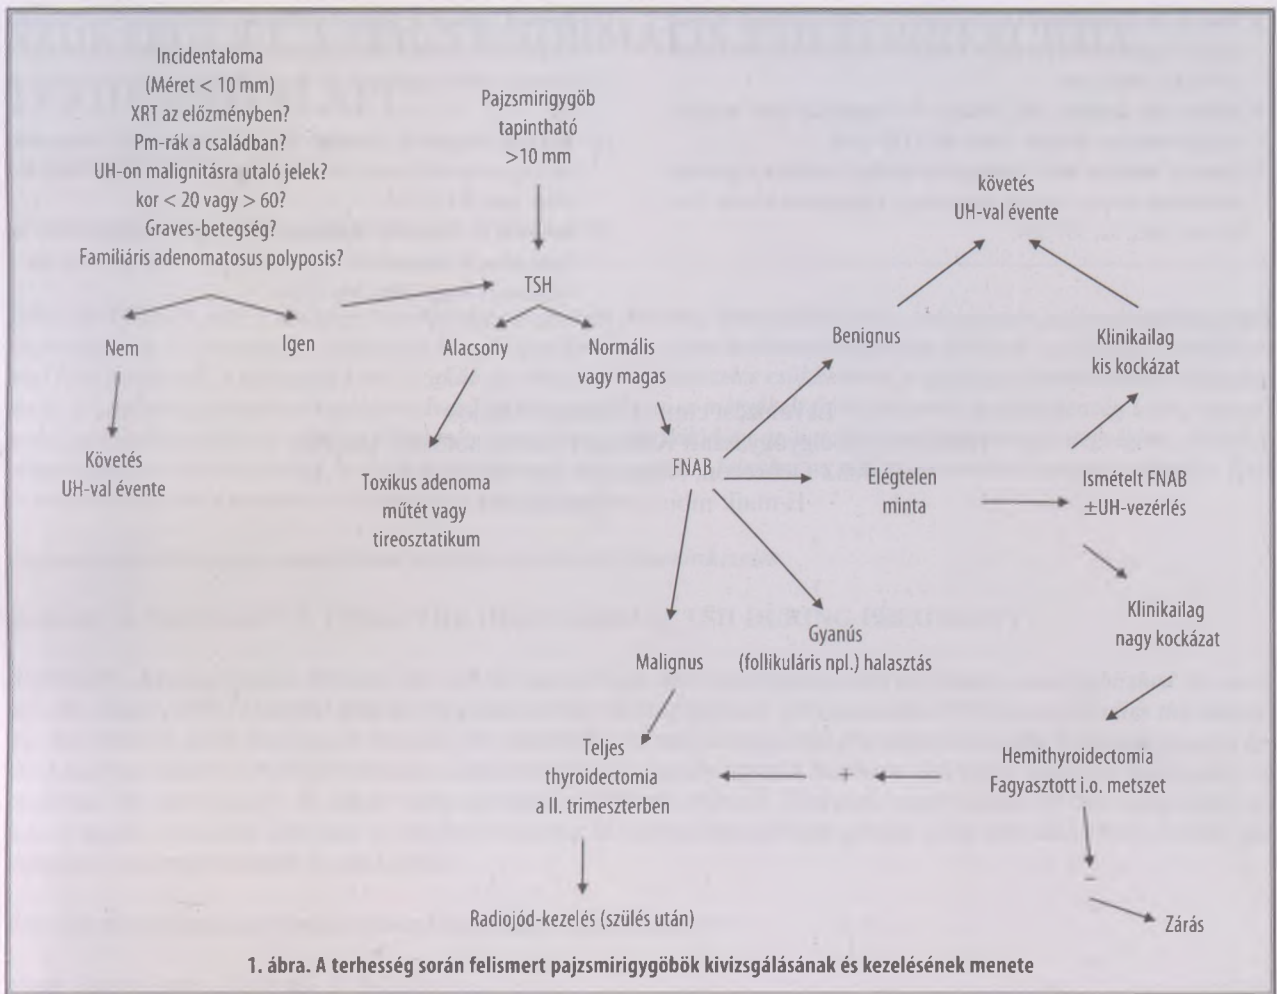 Incidentaloma
(Méret < 10 mm)
XRT az előzményben?
Pm-rák a családban?
UH-on malignitásra utaló jelek?
kor < 20 vagy > 60?
Graves-betegség?
Familiáris adenomatosus polyposis?
Pajzsmirigygöb
tapintható
>10 mm
TSH
Nem
Igen
Alacsony
Normális
vagy magas
Követés
UH-val évente
Toxikus adenoma
műtét vagy
tireosztatikum
FNAB
követés
UH-val évente
Benignus
Klinikailag
kis kockázat
Elégtelen
minta
Ismételt FNAB
±UH-vezérlés
Klinikailag
nagy kockázat
Gyanús
(follikuláris npl.) halasztás
Malignus
Teljes
thyroidectomia
a II. trimeszterben
+
Hemithyroidectomia
Fagyasztott i.o. metszet
–
Zárás
Radiojód-kezelés (szülés után)
1. ábra. A terhesség során felismert pajzsmirigygöbök kivizsgálásának és kezelésének menete